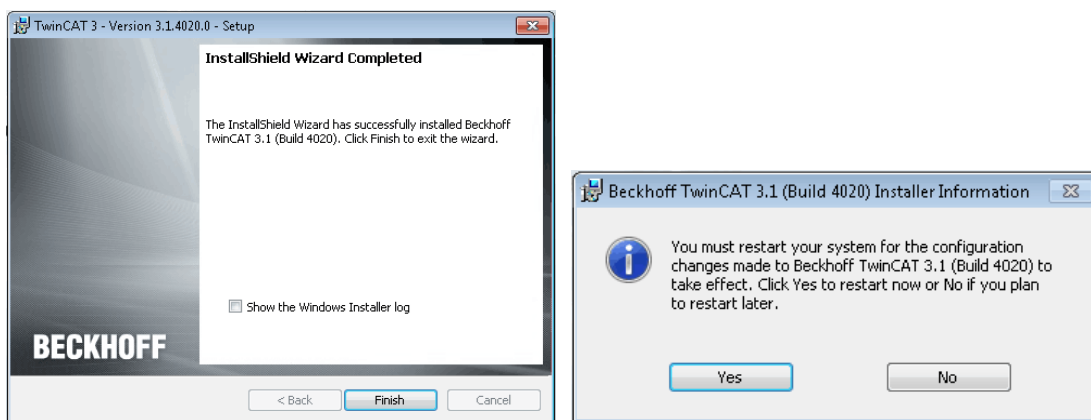 TwinCAT 3 - Version 3.1.4020.0 - Setup
InstallShield Wizard Completed
The InstallShield Wizard has successfully installed Beckhoff
TwinCAT 3.1 (Build 4020). Click Finish to exit the wizard.
Show the Windows Installer log
BECKHOFF
< Back
Finish
Cancel
Beckhoff TwinCAT 3.1 (Build 4020) Installer Information
You must restart your system for the configuration
changes made to Beckhoff TwinCAT 3.1 (Build 4020) to
take effect. Click Yes to restart now or No if you plan
to restart later.
Yes
No